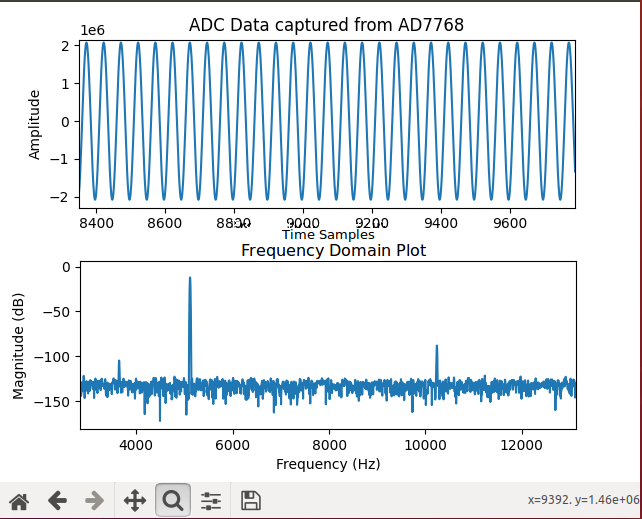 ADC Data captured from AD7768
1e6
2
1
0
−1
−2
Amplitude
8400 8600 8800 9000 9200 9400 9600
Time Samples
Frequency Domain Plot
0
−50
−100
−150
Magnitude (dB)
4000 6000 8000 10000 12000
Frequency (Hz)
x=9392. y=1.46e+06